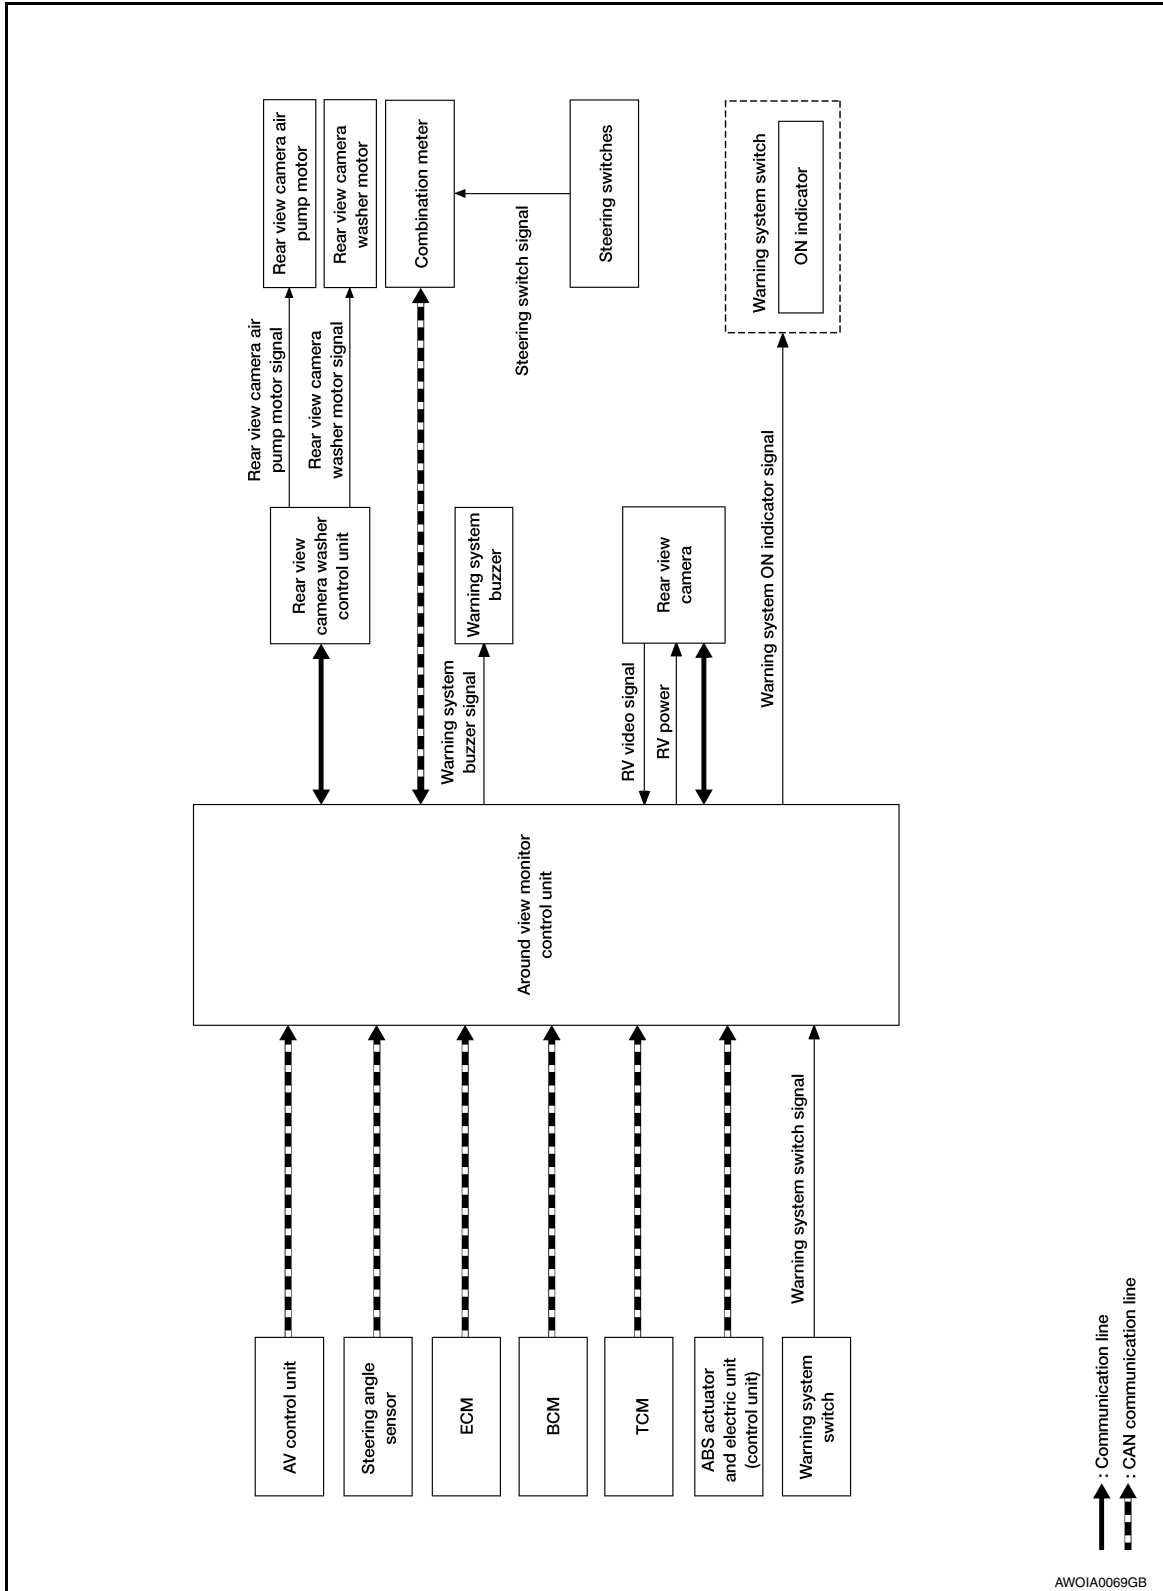 AV control unit
Steering angle
sensor
ECM
BCM
TCM
ABS actuator
and electric unit
(control unit)
Warning system
switch
Warning system switch signal
Around view monitor
control unit
Rear view
camera washer
control unit
Rear view camera air
pump motor signal
Rear view camera
washer motor signal
Rear view camera air
pump motor
Rear view camera
washer motor
Combination meter
Steering switch signal
Steering switches
Warning system
buzzer signal
Warning system
buzzer
RV video signal
RV power
Rear view
camera
Warning system ON indicator signal
Warning system switch
ON indicator
: Communication line
: CAN communication line
AWOIA0069GB